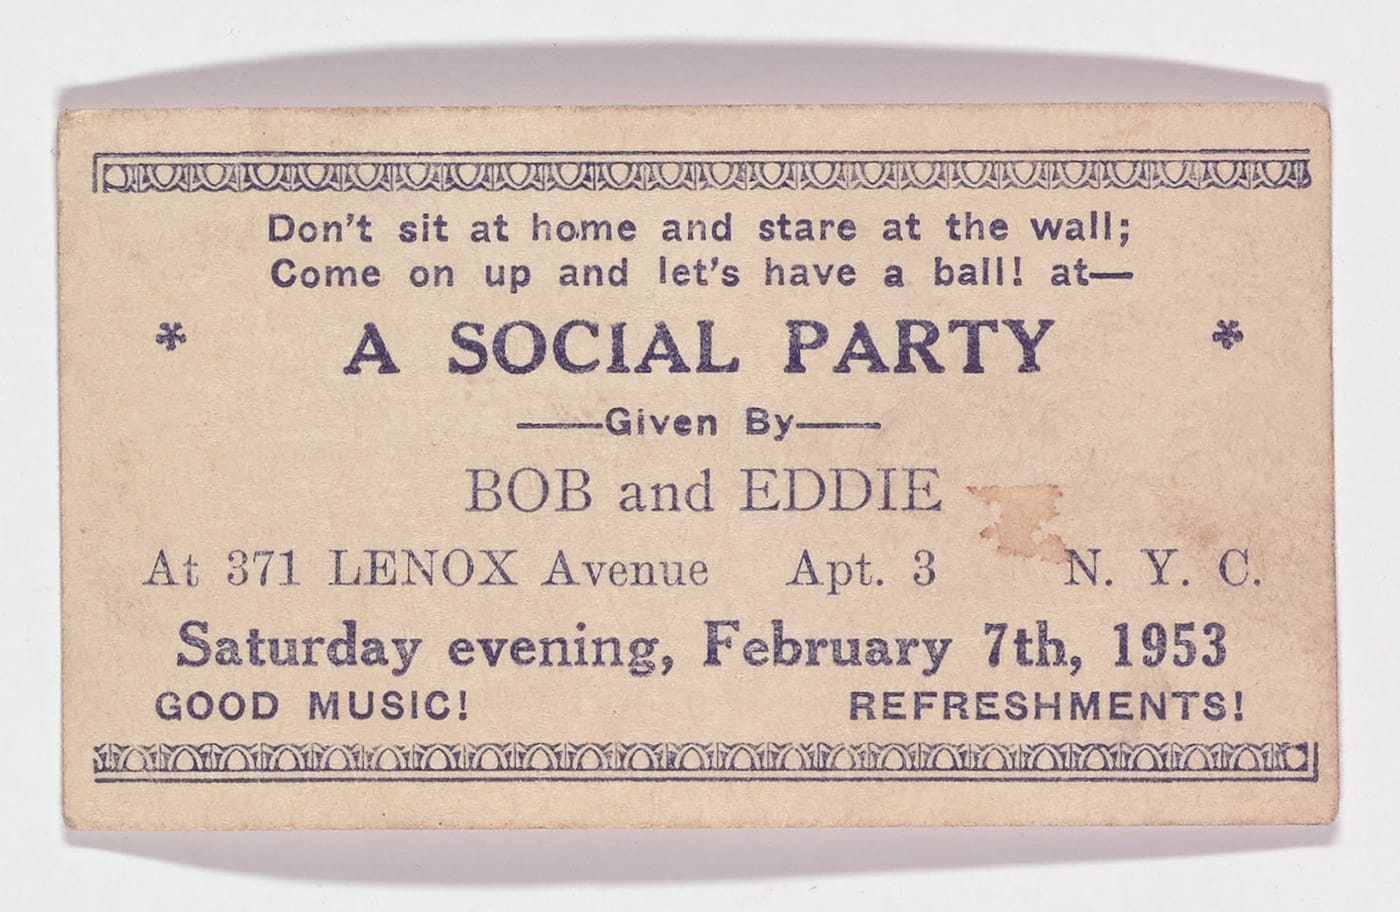 Don't sit at home and stare at the wall;
Come on up and let's have a ball! at—
* A SOCIAL PARTY *
——Given By——
BOB and EDDIE
At 371 LENOX Avenue Apt. 3 N. Y. C.
Saturday evening, February 7th, 1953
GOOD MUSIC! REFRESHMENTS!